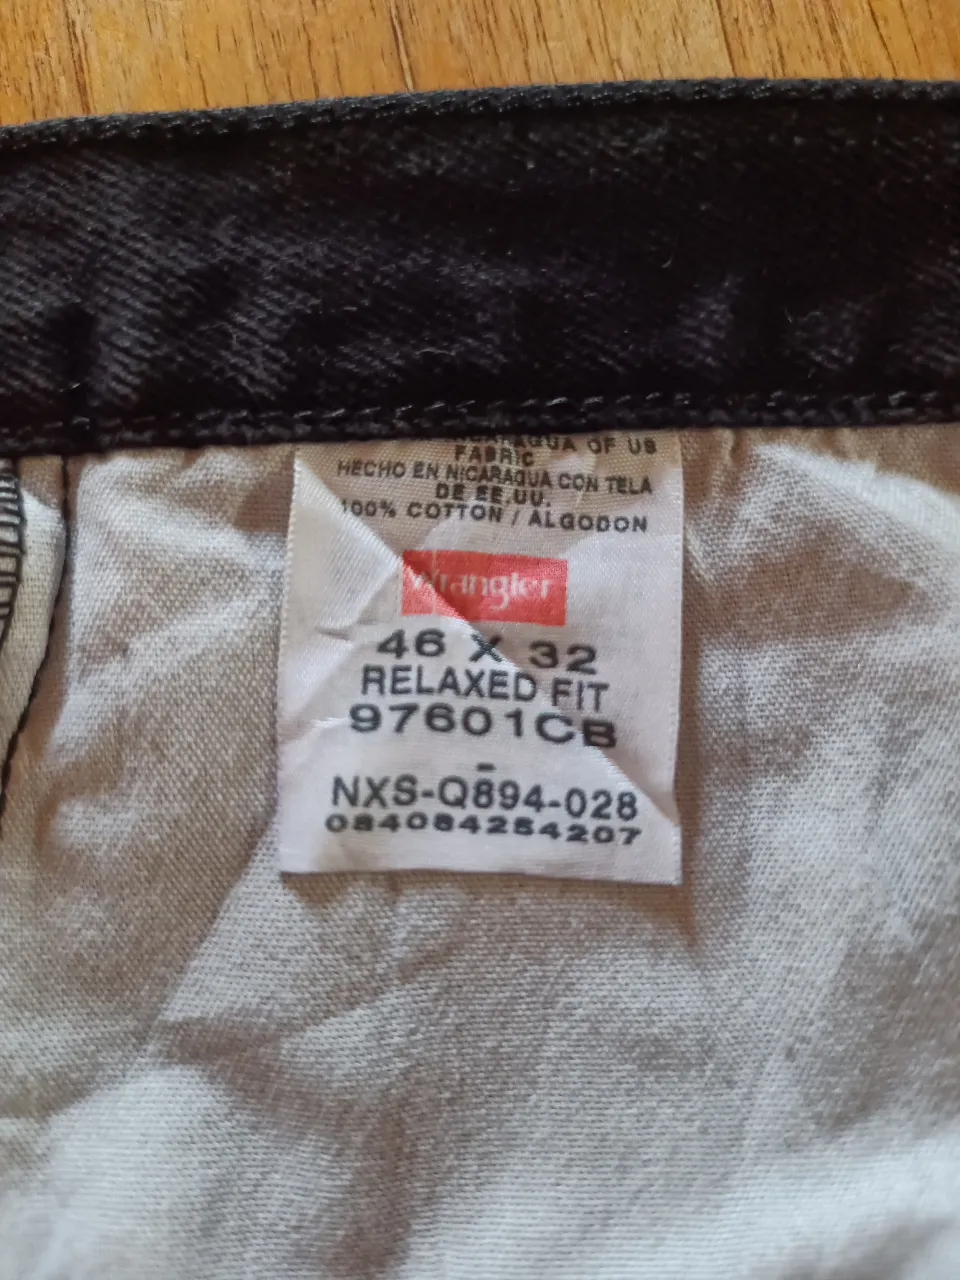 NICARAGUA OF US
FABRIC
HECHO EN NICARAGUA CON TELA
DE EE.UU.
100% COTTON / ALGODON
Wrangler
46 X 32
RELAXED FIT
97601CB
-
NXS-Q894-028
084084254207